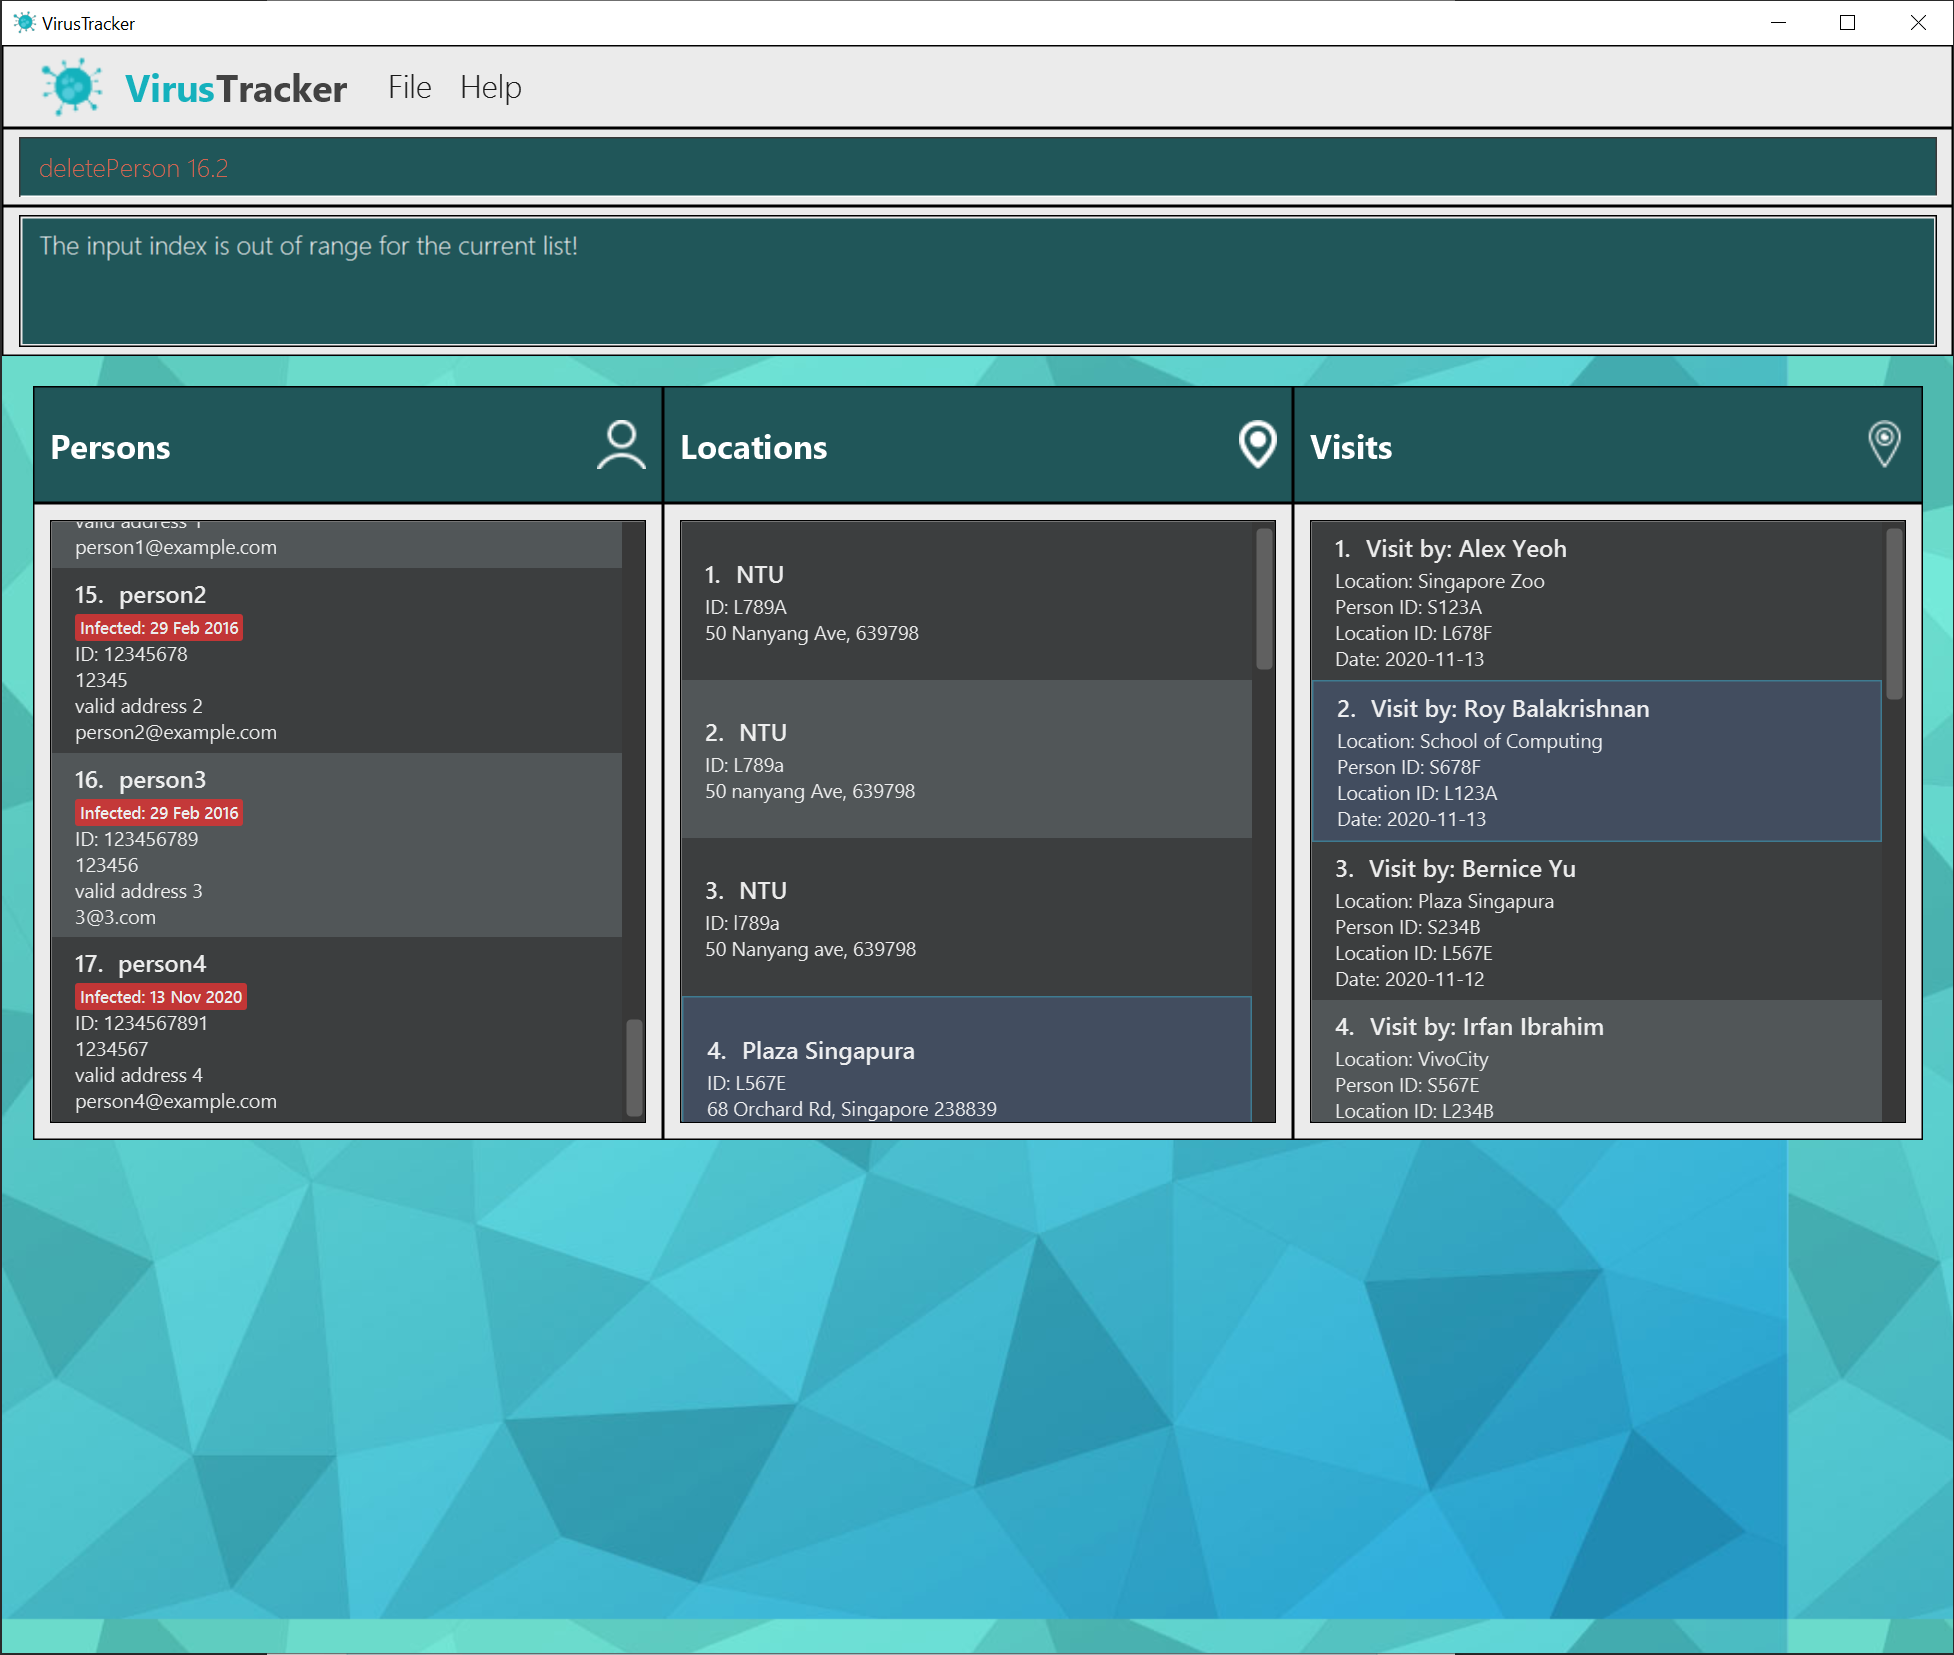 VirusTracker
VirusTracker File Help
deletePerson 16.2
The input index is out of range for the current list!
Persons
valid address 1
person1@example.com
15. person2
Infected: 29 Feb 2016
ID: 12345678
12345
valid address 2
person2@example.com
16. person3
Infected: 29 Feb 2016
ID: 123456789
123456
valid address 3
3@3.com
17. person4
Infected: 13 Nov 2020
ID: 1234567891
1234567
valid address 4
person4@example.com
Locations
1. NTU
ID: L789A
50 Nanyang Ave, 639798
2. NTU
ID: L789a
50 nanyang Ave, 639798
3. NTU
ID: l789a
50 Nanyang ave, 639798
4. Plaza Singapura
ID: L567E
68 Orchard Rd, Singapore 238839
Visits
1. Visit by: Alex Yeoh
Location: Singapore Zoo
Person ID: S123A
Location ID: L678F
Date: 2020-11-13
2. Visit by: Roy Balakrishnan
Location: School of Computing
Person ID: S678F
Location ID: L123A
Date: 2020-11-13
3. Visit by: Bernice Yu
Location: Plaza Singapura
Person ID: S234B
Location ID: L567E
Date: 2020-11-12
4. Visit by: Irfan Ibrahim
Location: VivoCity
Person ID: S567E
Location ID: L234B